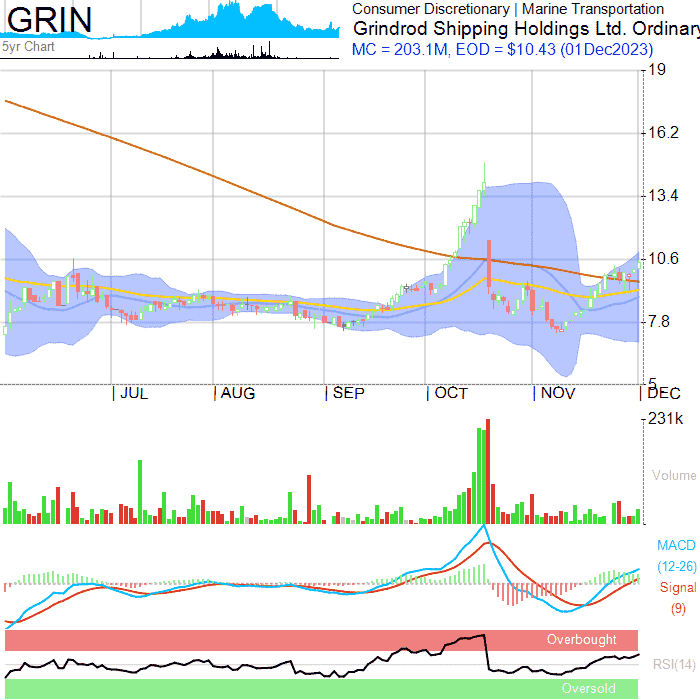 GRIN
5yr Chart
Consumer Discretionary | Marine Transportation
Grindrod Shipping Holdings Ltd. Ordinary
MC = 203.1M, EOD = $10.43 (01Dec2023)
19
16.2
13.4
10.6
7.8
5
JUL AUG SEP OCT NOV DEC
231k
Volume
MACD
(12-26)
Signal
(9)
Overbought
RSI(14)
Oversold